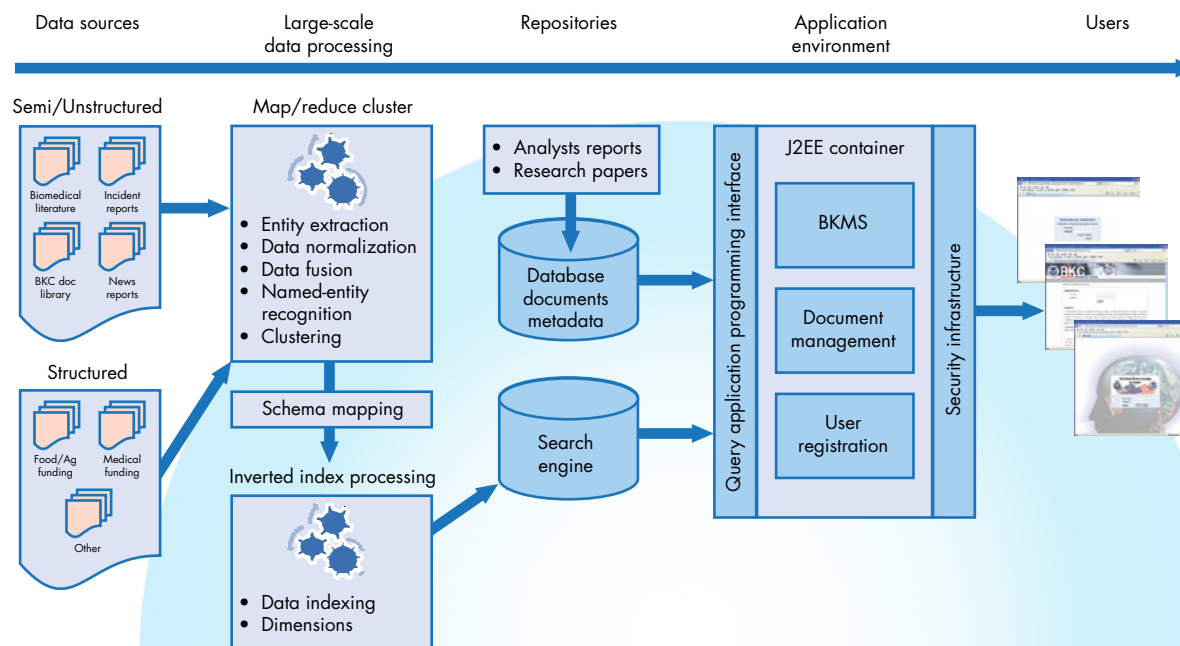 Data sources
Large-scale
data processing
Repositories
Application
environment
Users
Semi/Unstructured
Biomedical
literature
Incident
reports
BKC doc
library
News
reports
Structured
Food/Ag
funding
Medical
funding
Other
Map/reduce cluster
• Entity extraction
• Data normalization
• Data fusion
• Named-entity
recognition
• Clustering
Schema mapping
Inverted index processing
• Data indexing
• Dimensions
• Analysts reports
• Research papers
Database
documents
metadata
Search
engine
Query application programming interface
J2EE container
BKMS
Document
management
User
registration
Security infrastructure
BKC